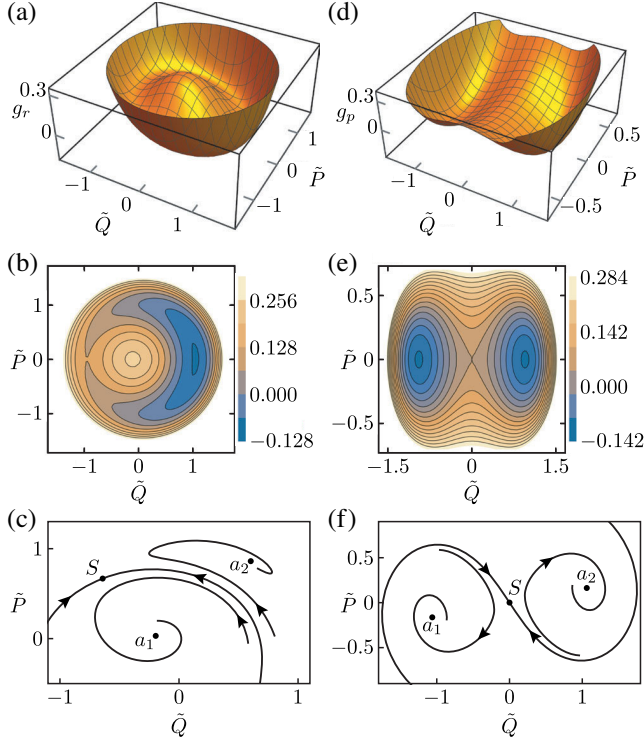 (a)
0.3
g_r
0
−1
0
1
Q̃
−1
0
1
P̃
(d)
0.3
g_p
0
−1
0
1
Q̃
−0.5
0
0.5
P̃
(b)
1
0
−1
P̃
−1
0
1
Q̃
0.256
0.128
0.000
−0.128
(e)
0.5
0
−0.5
P̃
−1.5
0
1.5
Q̃
0.284
0.142
0.000
−0.142
(c)
1
0
P̃
S
a_2
a_1
−1
0
1
Q̃
(f)
0.5
0
−0.5
P̃
S
a_2
a_1
−1
0
1
Q̃